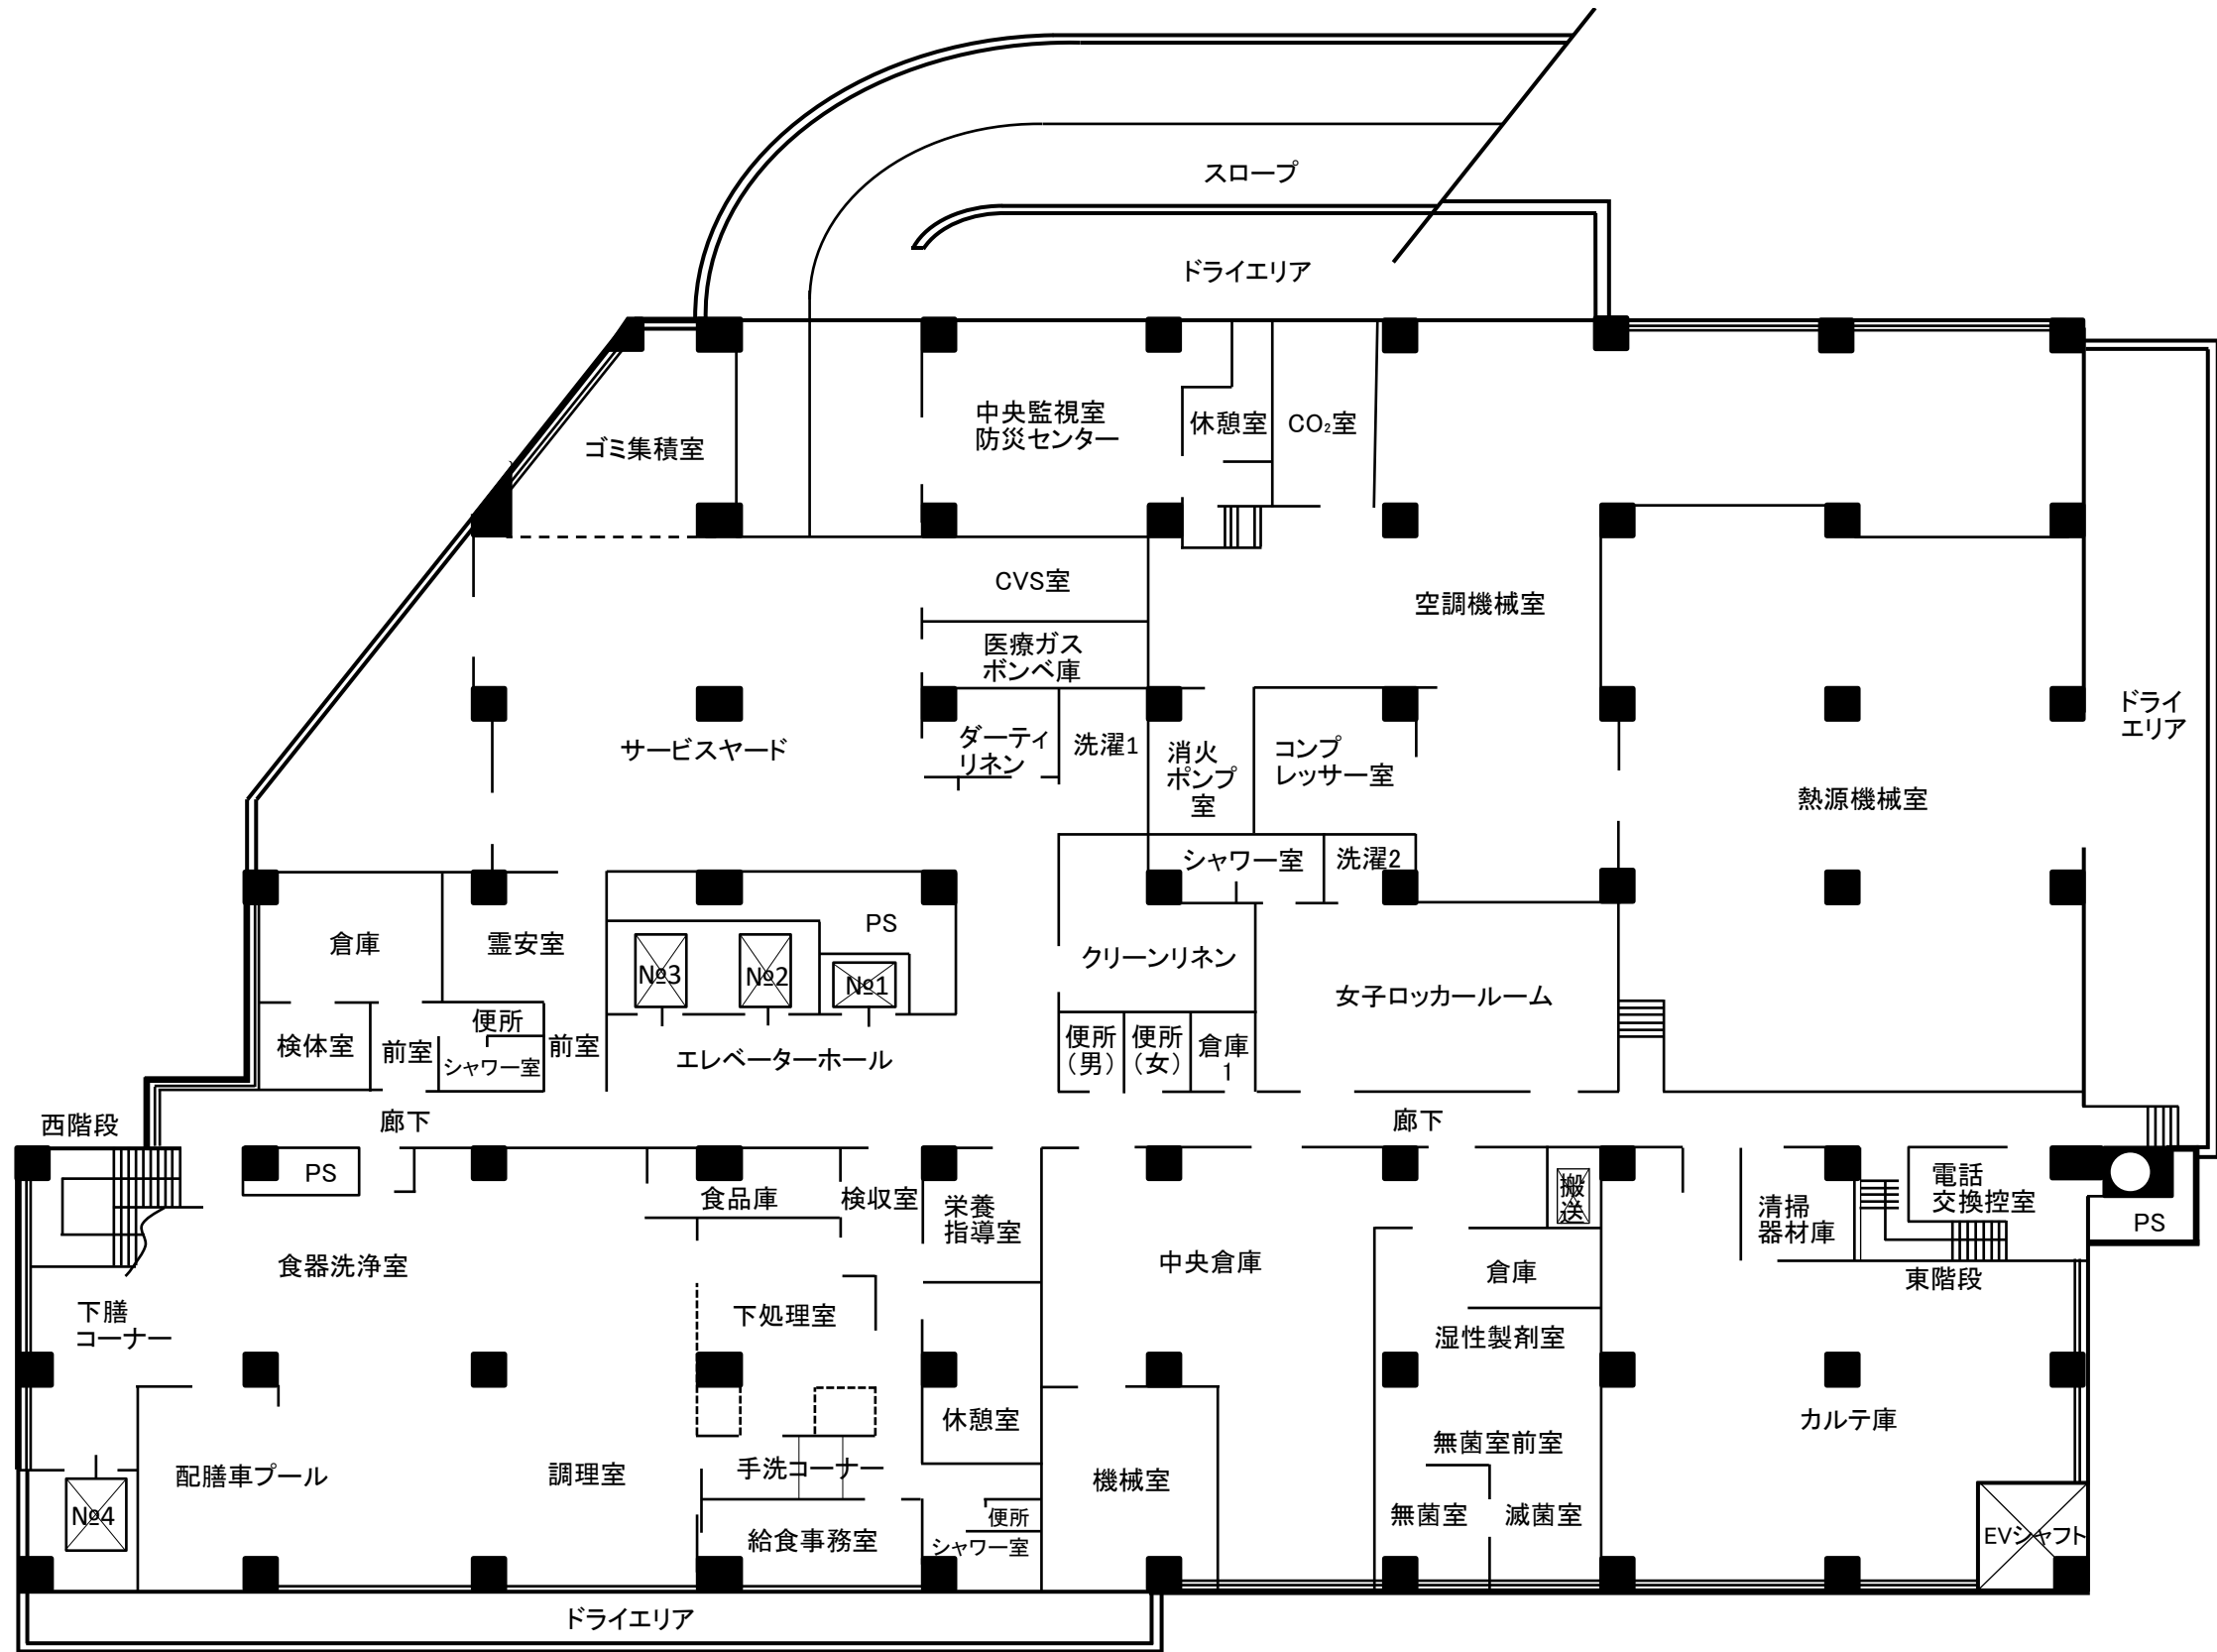 スロープ
ドライエリア
中央監視室
防災センター
休憩室
CO₂室
ゴミ集積室
CVS室
空調機械室
医療ガス
ボンベ庫
ドライ
エリア
サービスヤード
ダーティ
リネン
洗濯1
消火
ポンプ
室
コンプ
レッサー室
熱源機械室
シャワー室
洗濯2
倉庫
霊安室
PS
№3
№2
№1
クリーンリネン
女子ロッカールーム
検体室
前室
便所
シャワー室
前室
エレベーターホール
便所
（男）
便所
（女）
倉庫
1
西階段
廊下
廊下
PS
食品庫
検収室
栄養
指導室
搬
送
清掃
器材庫
電話
交換控室
PS
食器洗浄室
中央倉庫
倉庫
東階段
下膳
コーナー
下処理室
湿性製剤室
休憩室
カルテ庫
配膳車プール
調理室
手洗コーナー
機械室
無菌室前室
№4
給食事務室
便所
シャワー室
無菌室
滅菌室
EVシャフト
ドライエリア